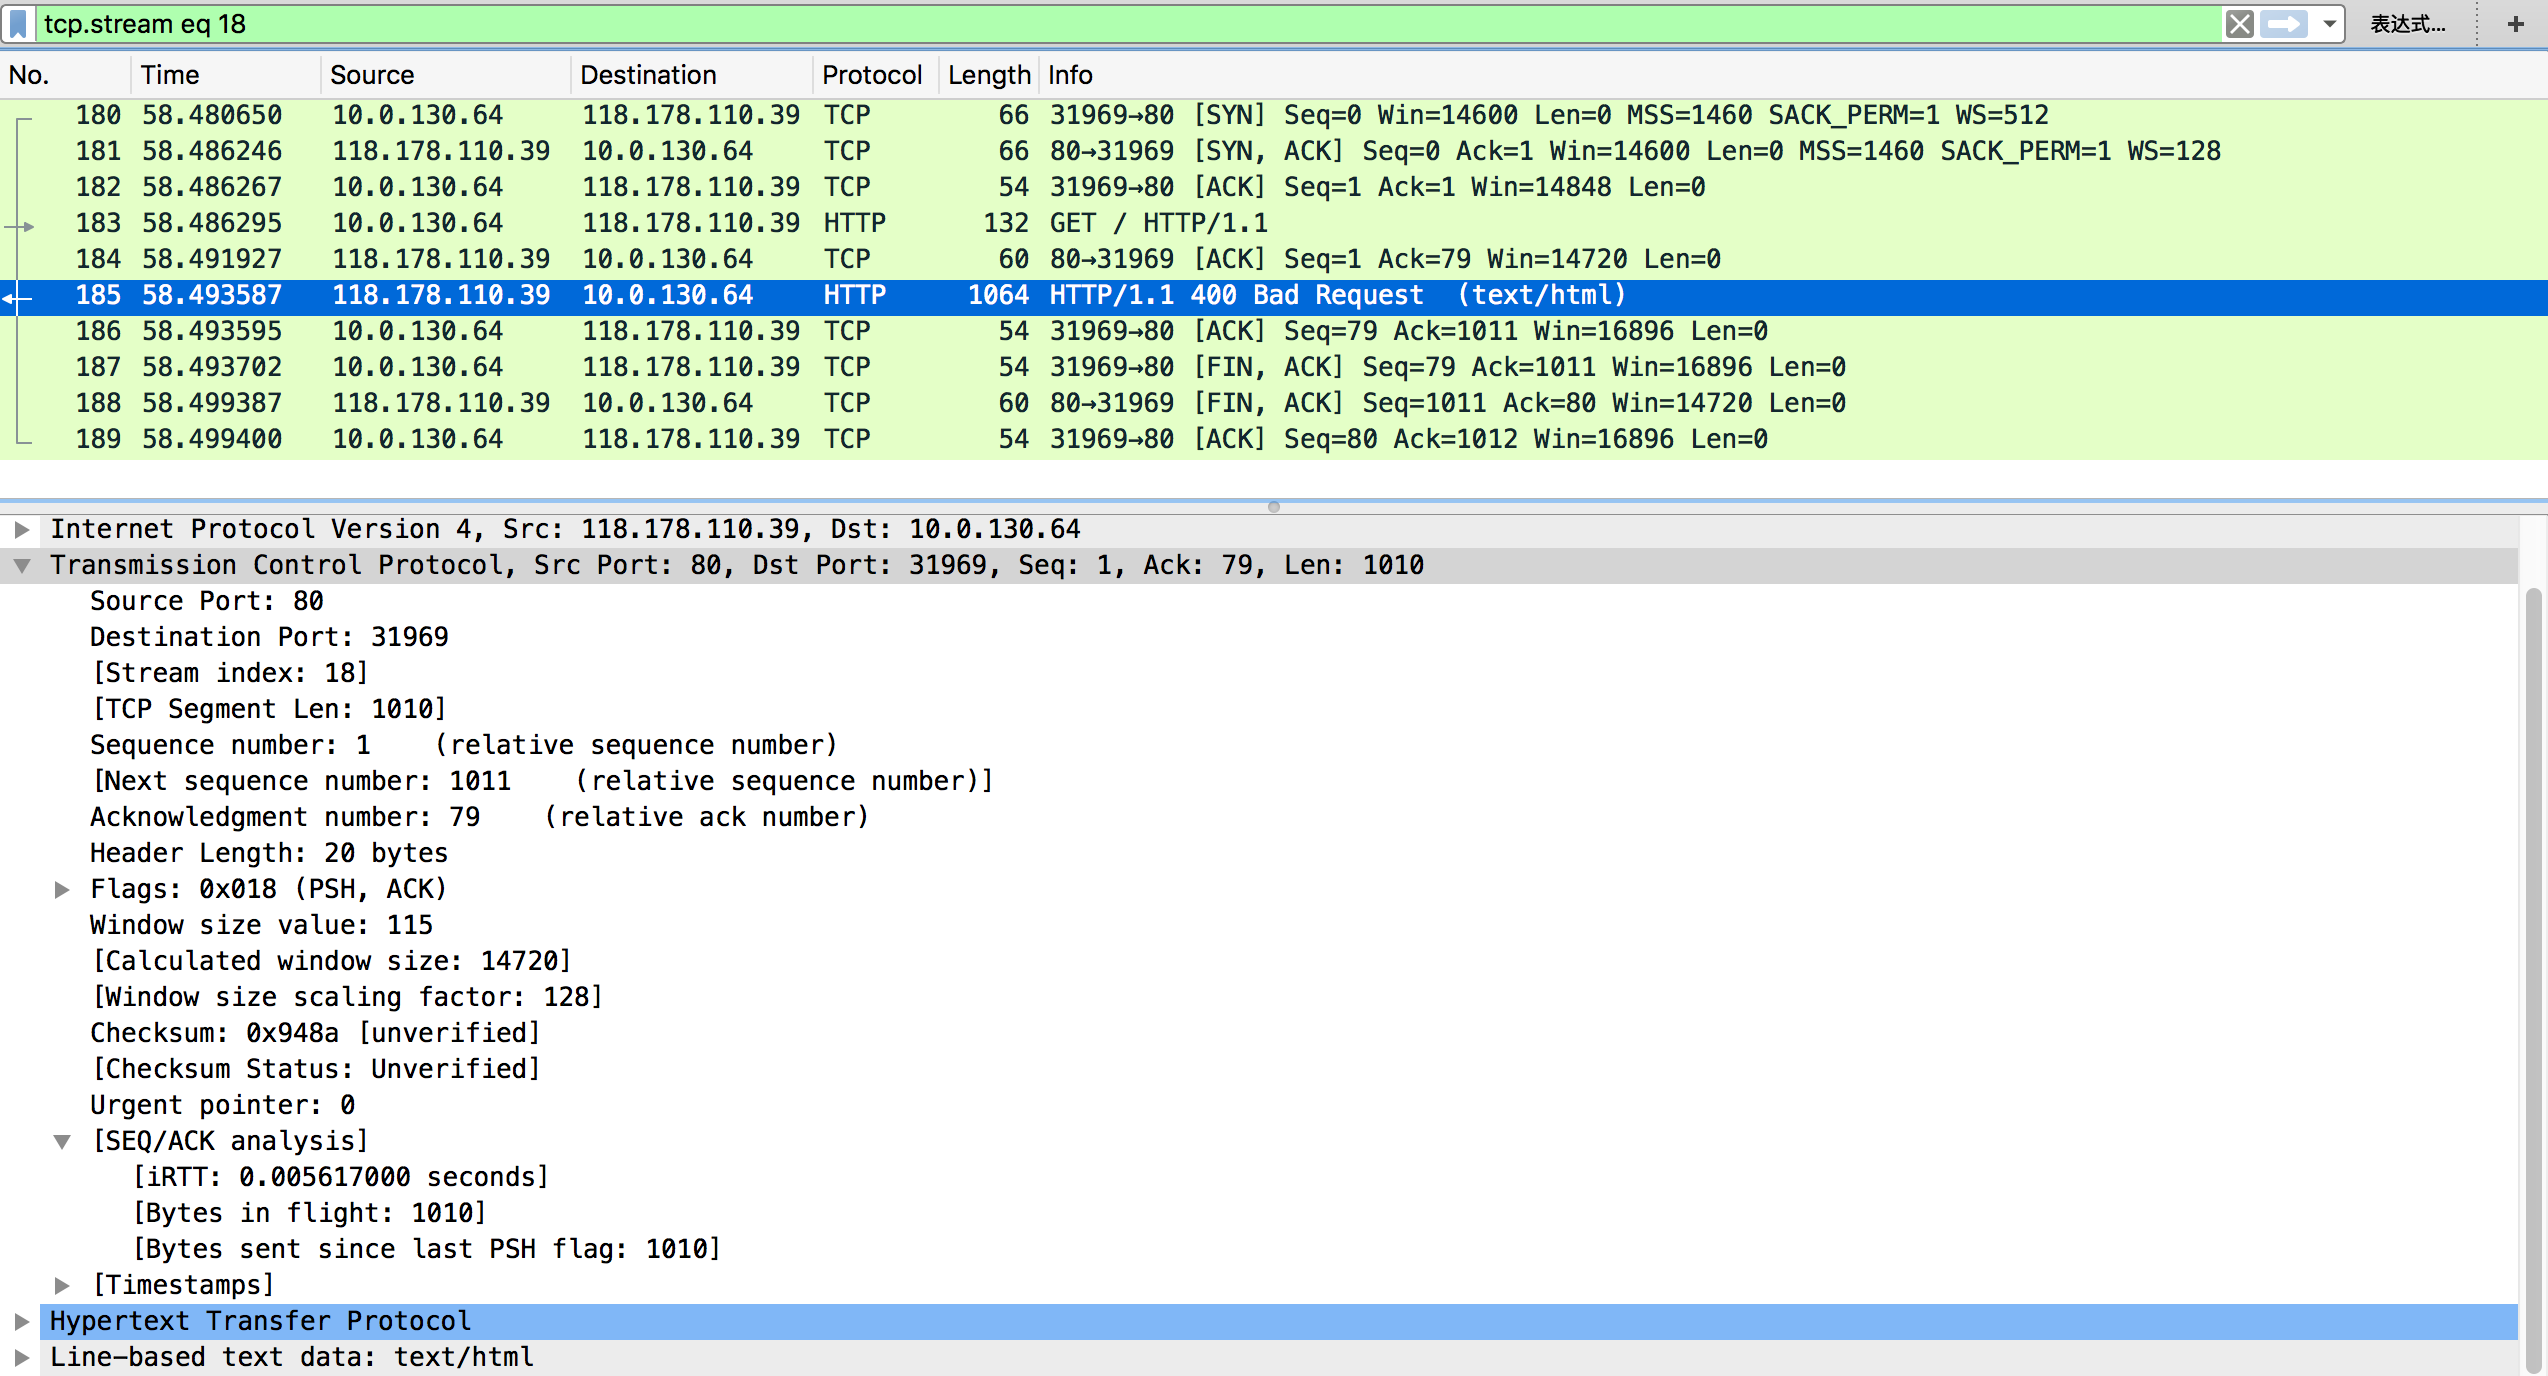 tcp.stream eq 18 表达式… +
No. Time Source Destination Protocol Length Info
180 58.480650 10.0.130.64 118.178.110.39 TCP 66 31969→80 [SYN] Seq=0 Win=14600 Len=0 MSS=1460 SACK_PERM=1 WS=512
181 58.486246 118.178.110.39 10.0.130.64 TCP 66 80→31969 [SYN, ACK] Seq=0 Ack=1 Win=14600 Len=0 MSS=1460 SACK_PERM=1 WS=128
182 58.486267 10.0.130.64 118.178.110.39 TCP 54 31969→80 [ACK] Seq=1 Ack=1 Win=14848 Len=0
183 58.486295 10.0.130.64 118.178.110.39 HTTP 132 GET / HTTP/1.1
184 58.491927 118.178.110.39 10.0.130.64 TCP 60 80→31969 [ACK] Seq=1 Ack=79 Win=14720 Len=0
185 58.493587 118.178.110.39 10.0.130.64 HTTP 1064 HTTP/1.1 400 Bad Request (text/html)
186 58.493595 10.0.130.64 118.178.110.39 TCP 54 31969→80 [ACK] Seq=79 Ack=1011 Win=16896 Len=0
187 58.493702 10.0.130.64 118.178.110.39 TCP 54 31969→80 [FIN, ACK] Seq=79 Ack=1011 Win=16896 Len=0
188 58.499387 118.178.110.39 10.0.130.64 TCP 60 80→31969 [FIN, ACK] Seq=1011 Ack=80 Win=14720 Len=0
189 58.499400 10.0.130.64 118.178.110.39 TCP 54 31969→80 [ACK] Seq=80 Ack=1012 Win=16896 Len=0
Internet Protocol Version 4, Src: 118.178.110.39, Dst: 10.0.130.64
Transmission Control Protocol, Src Port: 80, Dst Port: 31969, Seq: 1, Ack: 79, Len: 1010
Source Port: 80
Destination Port: 31969
[Stream index: 18]
[TCP Segment Len: 1010]
Sequence number: 1 (relative sequence number)
[Next sequence number: 1011 (relative sequence number)]
Acknowledgment number: 79 (relative ack number)
Header Length: 20 bytes
Flags: 0x018 (PSH, ACK)
Window size value: 115
[Calculated window size: 14720]
[Window size scaling factor: 128]
Checksum: 0x948a [unverified]
[Checksum Status: Unverified]
Urgent pointer: 0
[SEQ/ACK analysis]
[iRTT: 0.005617000 seconds]
[Bytes in flight: 1010]
[Bytes sent since last PSH flag: 1010]
[Timestamps]
Hypertext Transfer Protocol
Line-based text data: text/html